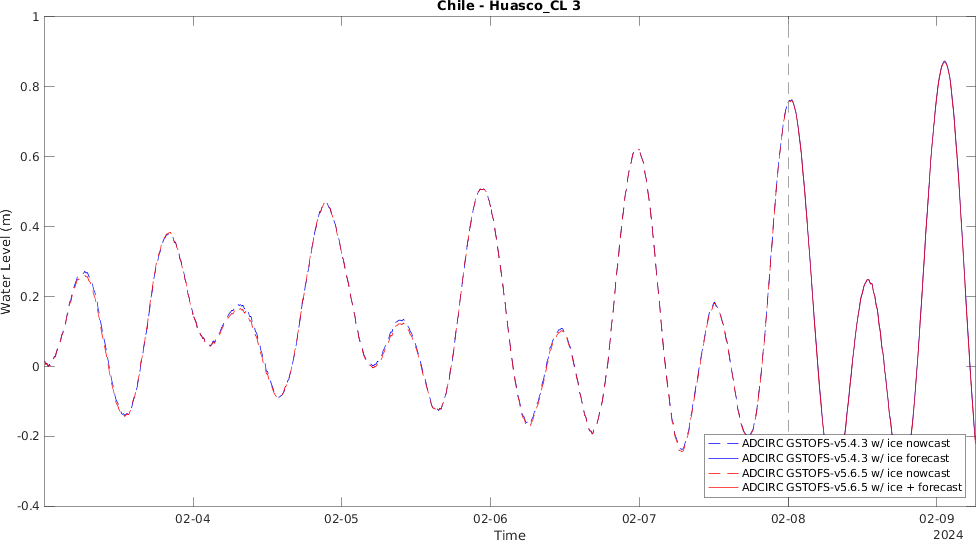 Chile - Huasco_CL 3
1
0.8
0.6
0.4
0.2
0
-0.2
-0.4
Water Level (m)
02-04
02-05
02-06
02-07
02-08
02-09
Time
2024
ADCIRC GSTOFS-v5.4.3 w/ ice nowcast
ADCIRC GSTOFS-v5.4.3 w/ ice forecast
ADCIRC GSTOFS-v5.6.5 w/ ice nowcast
ADCIRC GSTOFS-v5.6.5 w/ ice + forecast